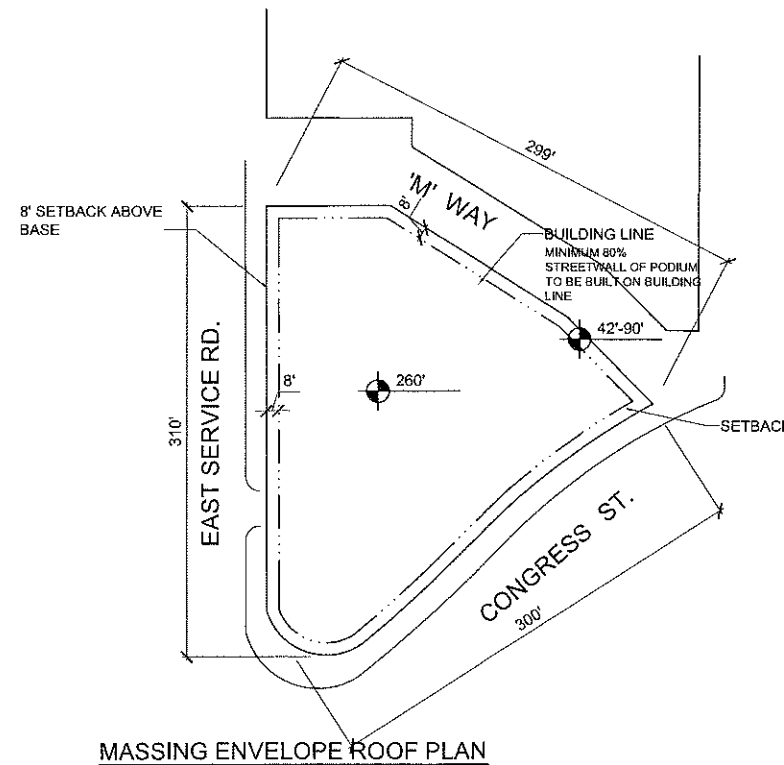 299'
'M' WAY
8'
8' SETBACK ABOVE
BASE
BUILDING LINE
MINIMUM 80%
STREETWALL OF PODIUM
TO BE BUILT ON BUILDING
LINE
42'-90'
8'
260'
310'
EAST SERVICE RD.
SETBACK
CONGRESS ST.
300'
MASSING ENVELOPE ROOF PLAN